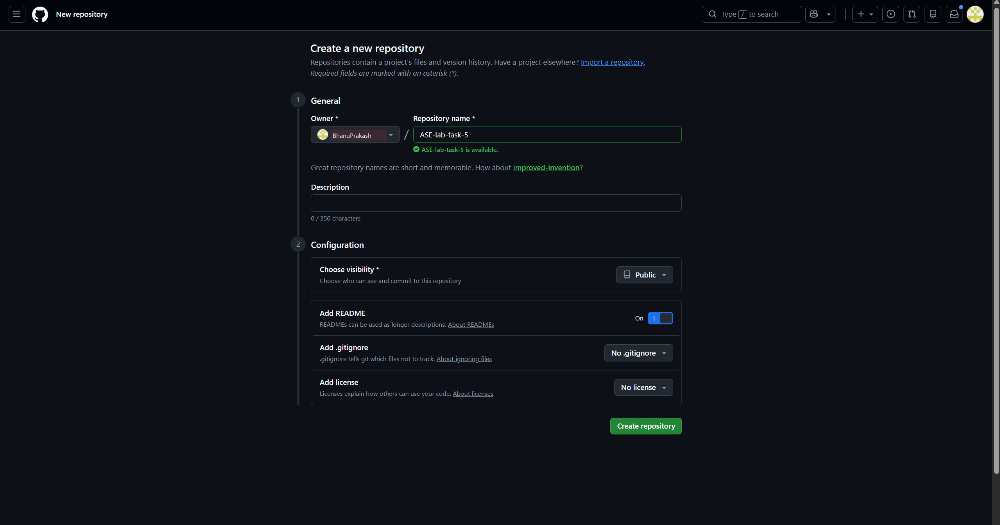 New repository
Type / to search
Create a new repository
Repositories contain a project's files and version history. Have a project elsewhere? Import a repository.
Required fields are marked with an asterisk (*).
1
General
Owner *
Repository name *
BhanuPrakash
/
ASE-lab-task-5
ASE-lab-task-5 is available.
Great repository names are short and memorable. How about improved-invention?
Description
0 / 350 characters
2
Configuration
Choose visibility *
Choose who can see and commit to this repository
Public
Add README
READMEs can be used as longer descriptions. About READMEs
On
Add .gitignore
.gitignore tells git which files not to track. About ignoring files
No .gitignore
Add license
Licenses explain how others can use your code. About licenses
No license
Create repository